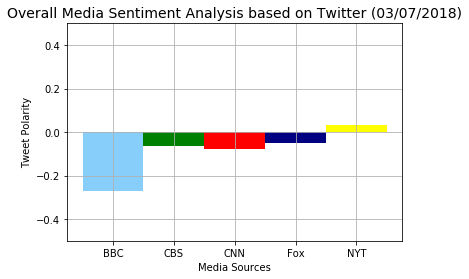 Overall Media Sentiment Analysis based on Twitter (03/07/2018)
0.4
0.2
0.0
−0.2
−0.4
Tweet Polarity
BBC CBS CNN Fox NYT
Media Sources